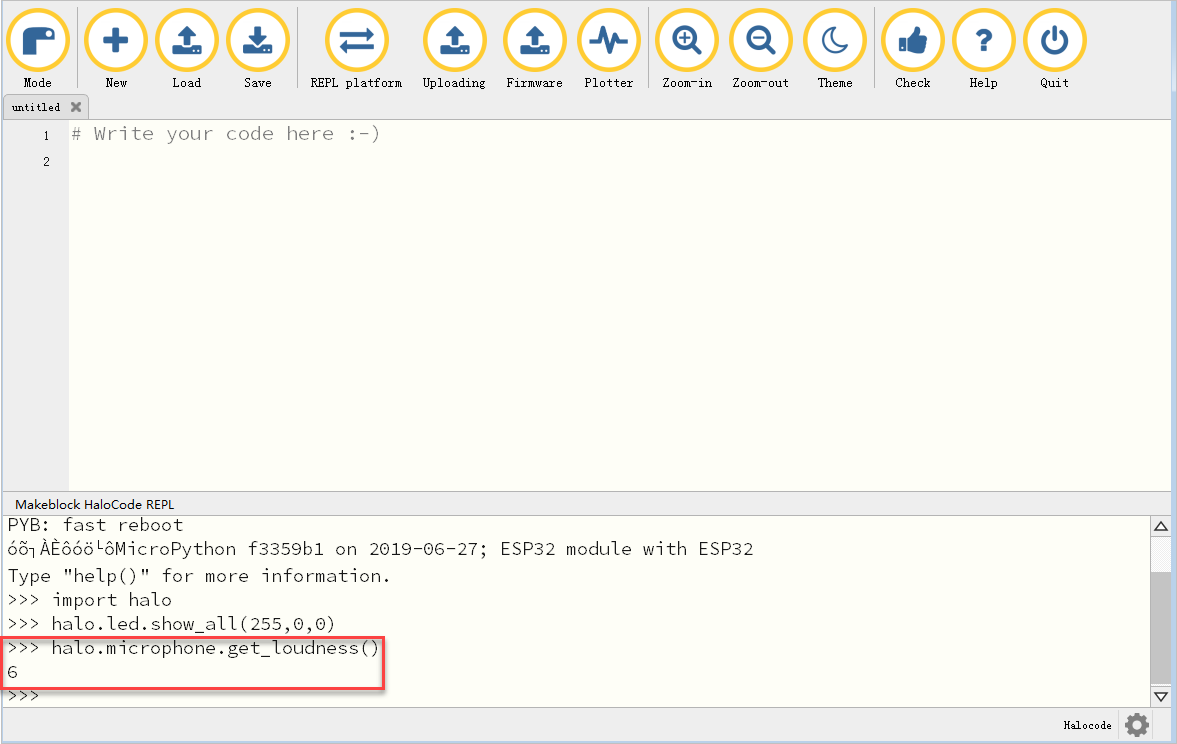 Mode New Load Save REPL platform Uploading Firmware Plotter Zoom-in Zoom-out Theme Check Help Quit
untitled
1 # Write your code here :-)
2
Makeblock HaloCode REPL
PYB: fast reboot
óõ┐ÀÈôóö└ôMicroPython f3359b1 on 2019-06-27; ESP32 module with ESP32
Type "help()" for more information.
>>> import halo
>>> halo.led.show_all(255,0,0)
>>> halo.microphone.get_loudness()
6
>>>
Halocode